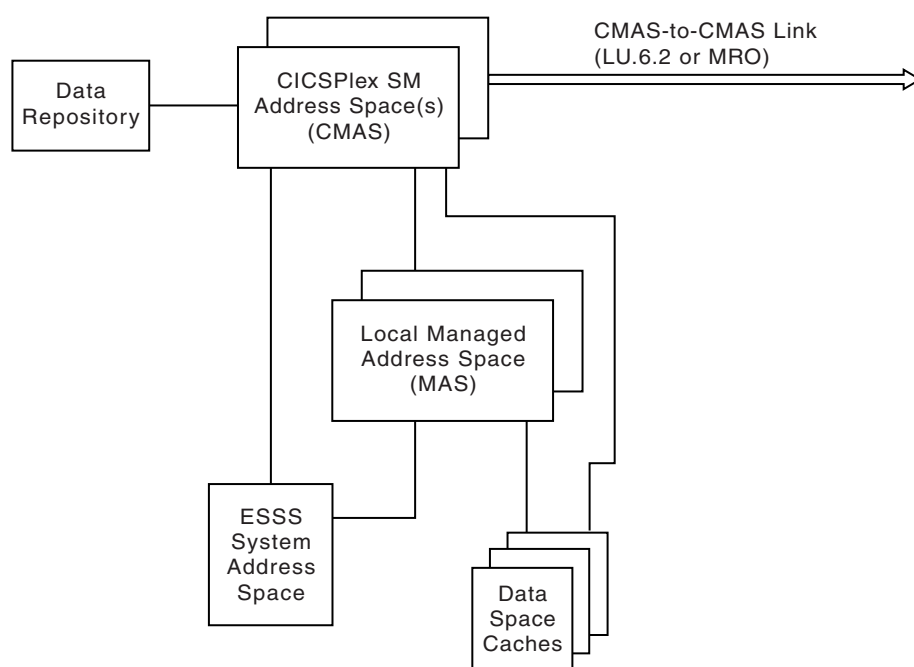 CMAS-to-CMAS Link
(LU.6.2 or MRO)
CICSPlex SM
Address Space(s)
(CMAS)
Data
Repository
Local Managed
Address Space
(MAS)
ESSS
System
Address
Space
Data
Space
Caches